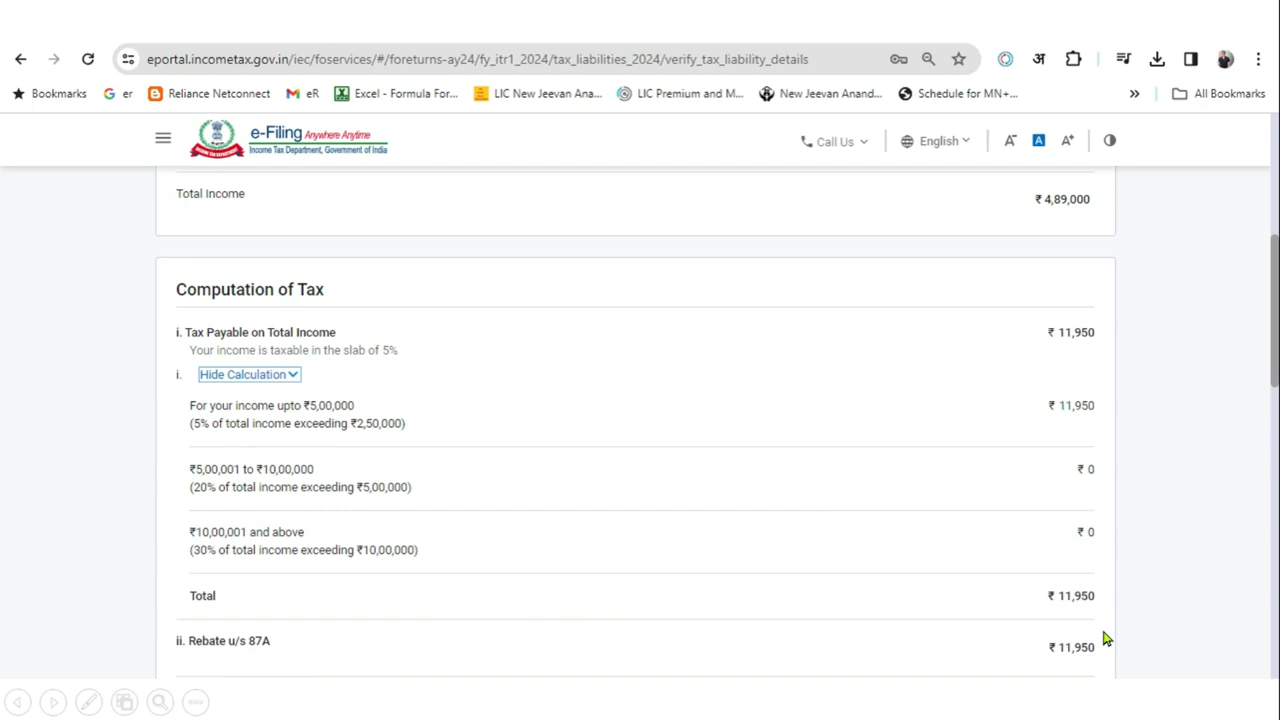 eportal.incometax.gov.in/iec/foservices/#/foreturns-ay24/fy_itr1_2024/tax_liabilities_2024/verify_tax_liability_details
अ
Bookmarks G er Reliance Netconnect eR Excel - Formula For... LIC New Jeevan Ana... LIC Premium and M... New Jeevan Anand... Schedule for MN+... » All Bookmarks
e-Filing Anywhere Anytime
Income Tax Department, Government of India
Call Us English A- A A+
Total Income ₹ 4,89,000
Computation of Tax
i. Tax Payable on Total Income ₹ 11,950
Your income is taxable in the slab of 5%
i. Hide Calculation
For your income upto ₹5,00,000 ₹ 11,950
(5% of total income exceeding ₹2,50,000)
₹5,00,001 to ₹10,00,000 ₹ 0
(20% of total income exceeding ₹5,00,000)
₹10,00,001 and above ₹ 0
(30% of total income exceeding ₹10,00,000)
Total ₹ 11,950
ii. Rebate u/s 87A ₹ 11,950